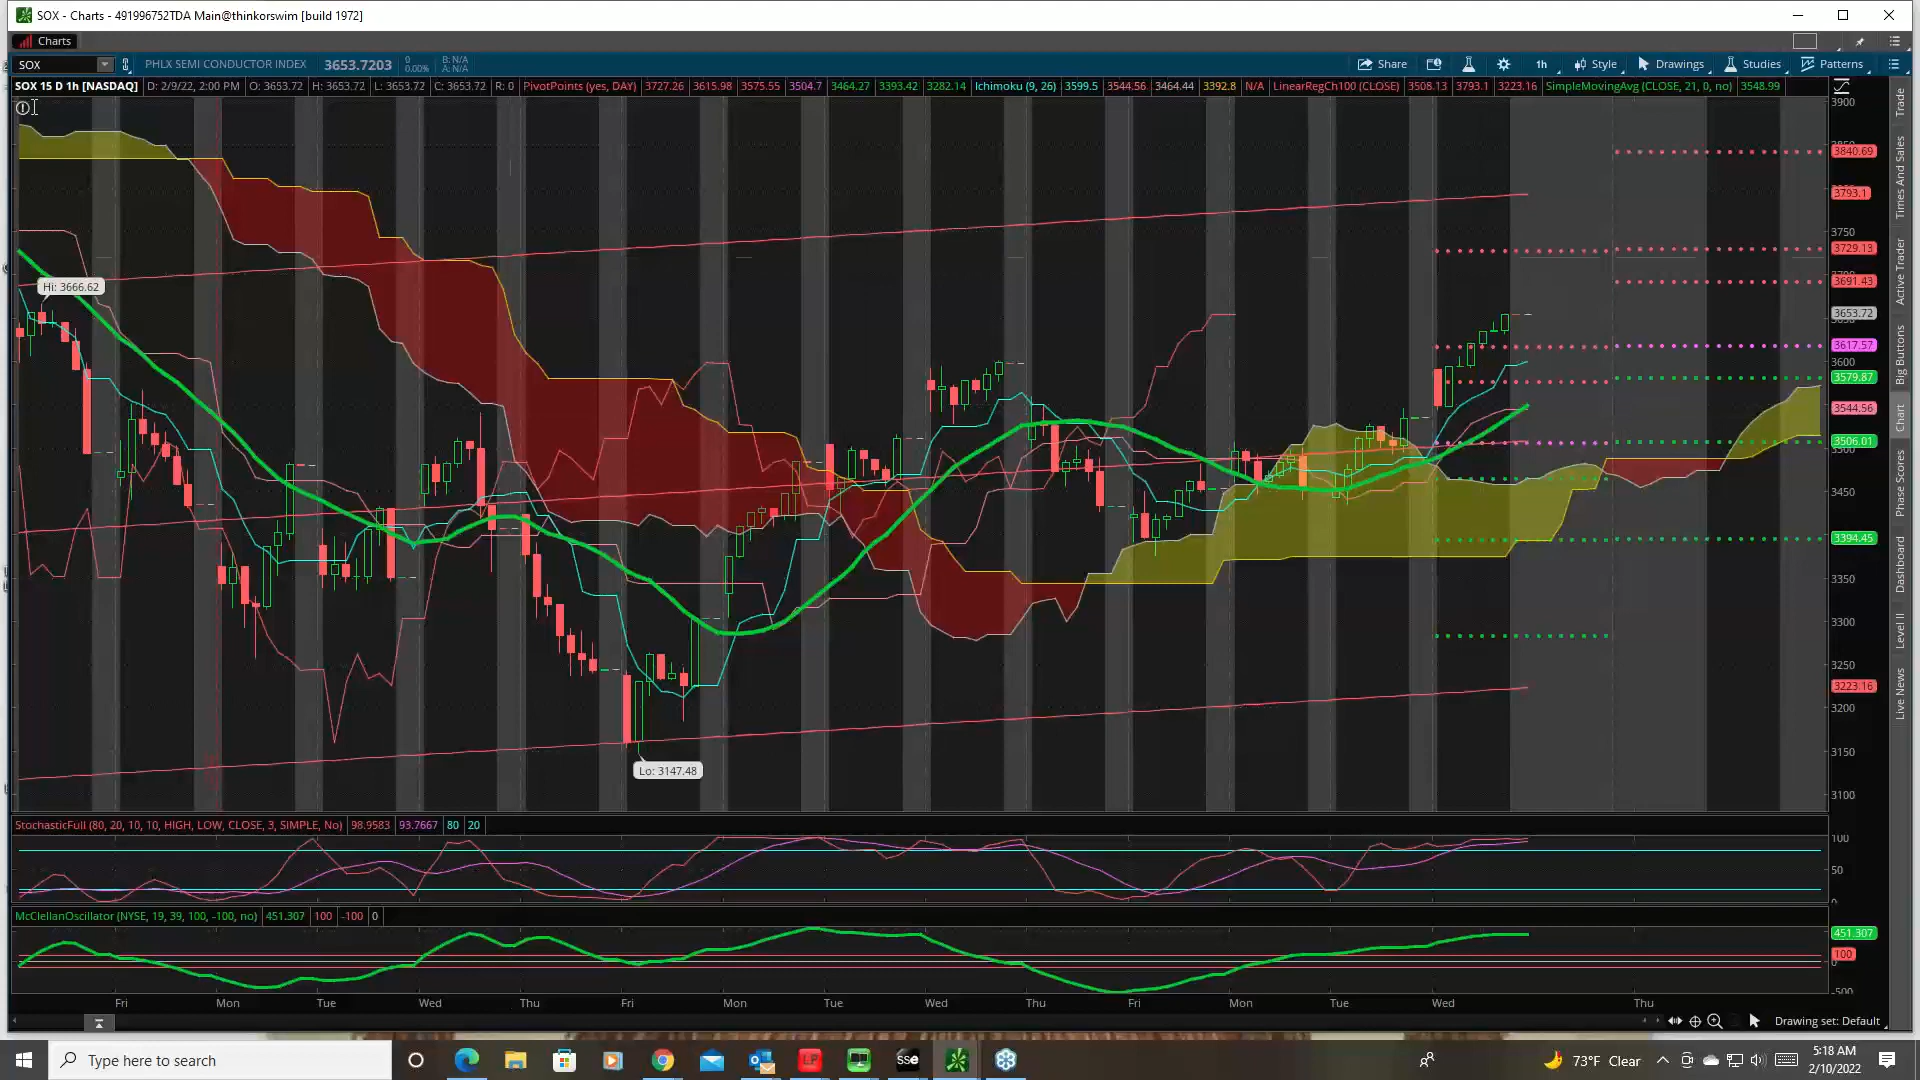 SOX - Charts - 491996752TDA Main@thinkorswim [build 1972]
Charts
SOX PHLX SEMI CONDUCTOR INDEX 3653.7203 0 0.00% B: N/A A: N/A Share 1h Style Drawings Studies Patterns
SOX 15 D 1h [NASDAQ] D: 2/9/22, 2:00 PM O: 3653.72 H: 3653.72 L: 3653.72 C: 3653.72 R: 0 PivotPoints (yes, DAY) 3727.26 3615.98 3575.55 3504.7 3464.27 3393.42 3282.14 Ichimoku (9, 26) 3599.5 3544.56 3464.44 3392.8 N/A LinearRegCh100 (CLOSE) 3508.13 3793.1 3223.16 SimpleMovingAvg (CLOSE, 21, 0, no) 3548.99
3900
3840.69
3793.1
3750
3729.13
3691.43
3653.72
3617.57
3600
3579.87
3544.56
3506.01
3500
3450
3394.45
3350
3300
3250
3223.16
3200
3150
3100
Hi: 3666.62
Lo: 3147.48
Trade
Times And Sales
Active Trader
Big Buttons
Chart
Phase Scores
Dashboard
Level II
Live News
StochasticFull (80, 20, 10, 10, HIGH, LOW, CLOSE, 3, SIMPLE, No) 98.9583 93.7667 80 20
100
50
0
McClellanOscillator (NYSE, 19, 39, 100, -100, no) 451.307 100 -100 0
451.307
100
-500
Fri Mon Tue Wed Thu Fri Mon Tue Wed Thu Fri Mon Tue Wed Thu
Drawing set: Default
Type here to search
LP
sse
73°F Clear
5:18 AM
2/10/2022